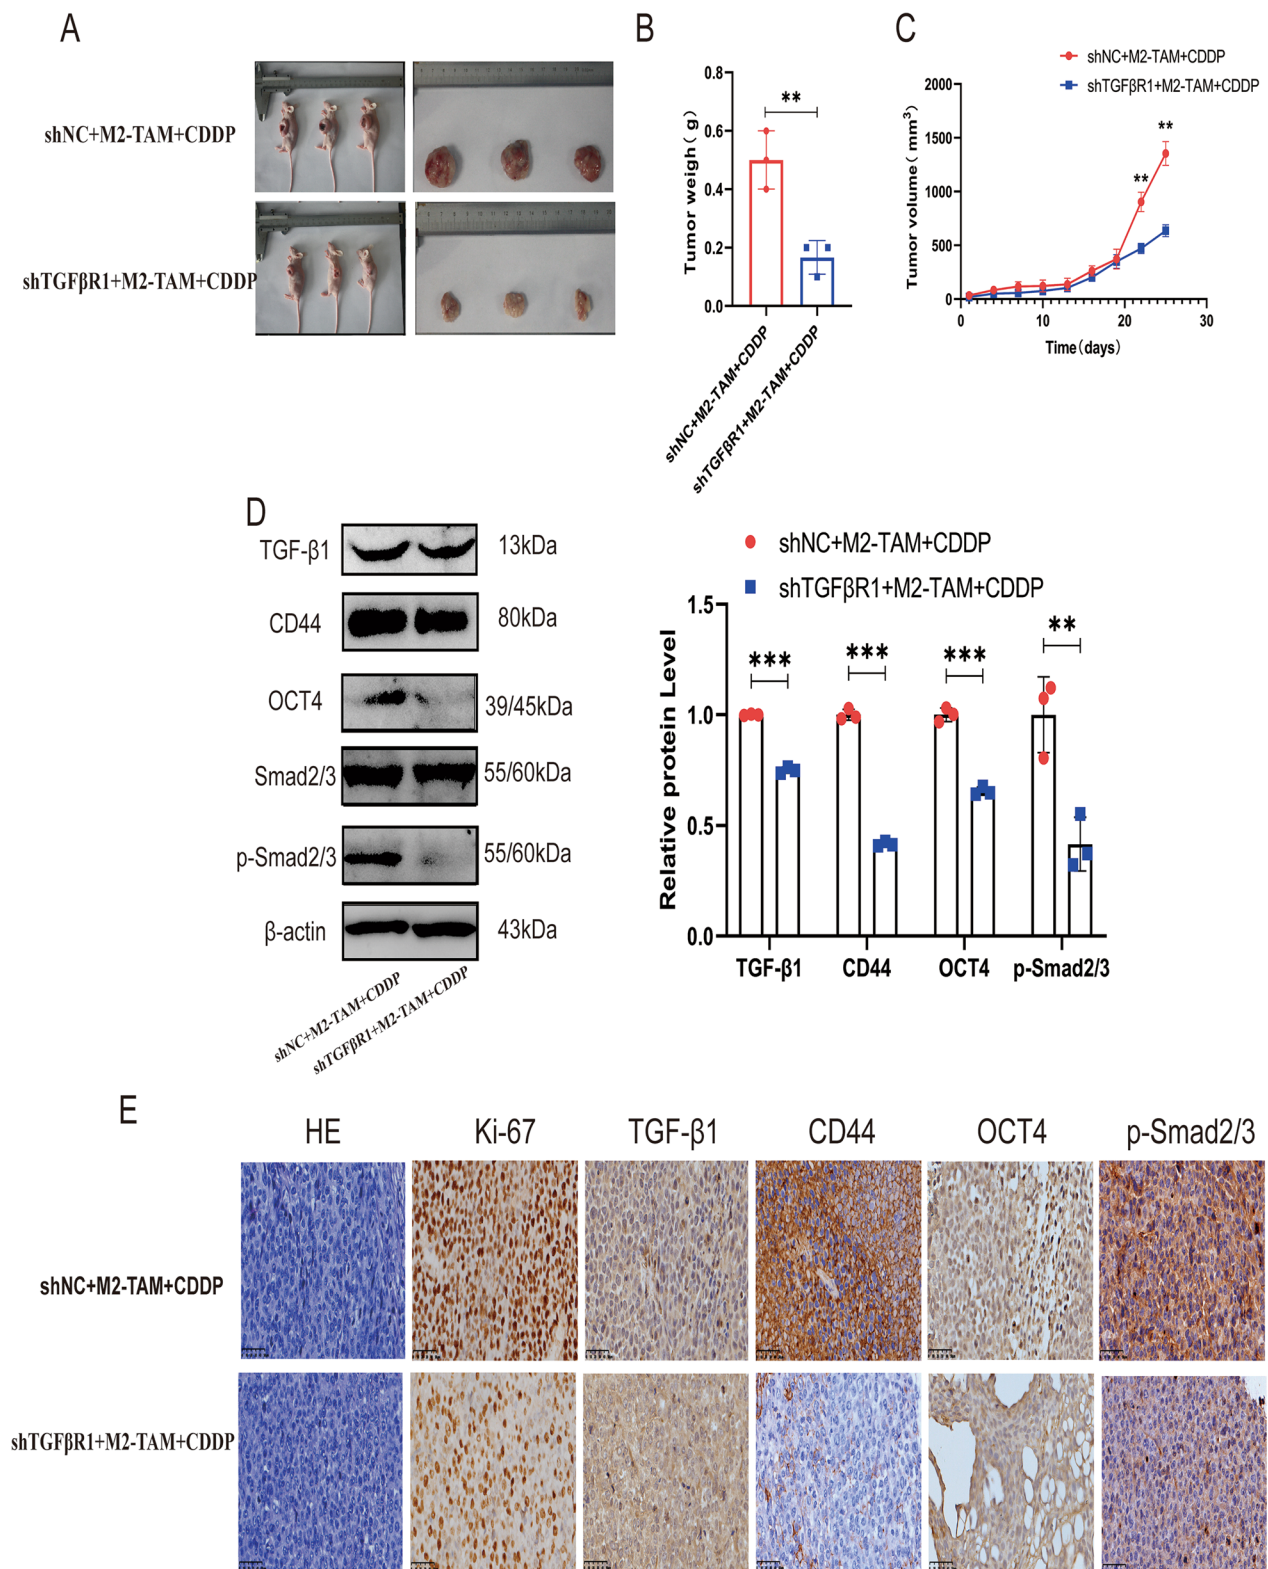 A
shNC+M2-TAM+CDDP
shTGFβR1+M2-TAM+CDDP
B
Tumor weigh( g)
0.8
0.6
0.4
0.2
0.0
**
shNC+M2-TAM+CDDP
shTGFβR1+M2-TAM+CDDP
C
shNC+M2-TAM+CDDP
shTGFβR1+M2-TAM+CDDP
Tumor volume( mm³)
2000
1500
1000
500
0
**
**
0 10 20 30
Time(days)
D
TGF-β1 13kDa
CD44 80kDa
OCT4 39/45kDa
Smad2/3 55/60kDa
p-Smad2/3 55/60kDa
β-actin 43kDa
shNC+M2-TAM+CDDP
shTGFβR1+M2-TAM+CDDP
shNC+M2-TAM+CDDP
shTGFβR1+M2-TAM+CDDP
Relative protein Level
1.5
1.0
0.5
0.0
*** *** *** **
TGF-β1 CD44 OCT4 p-Smad2/3
E
HE Ki-67 TGF-β1 CD44 OCT4 p-Smad2/3
shNC+M2-TAM+CDDP
shTGFβR1+M2-TAM+CDDP